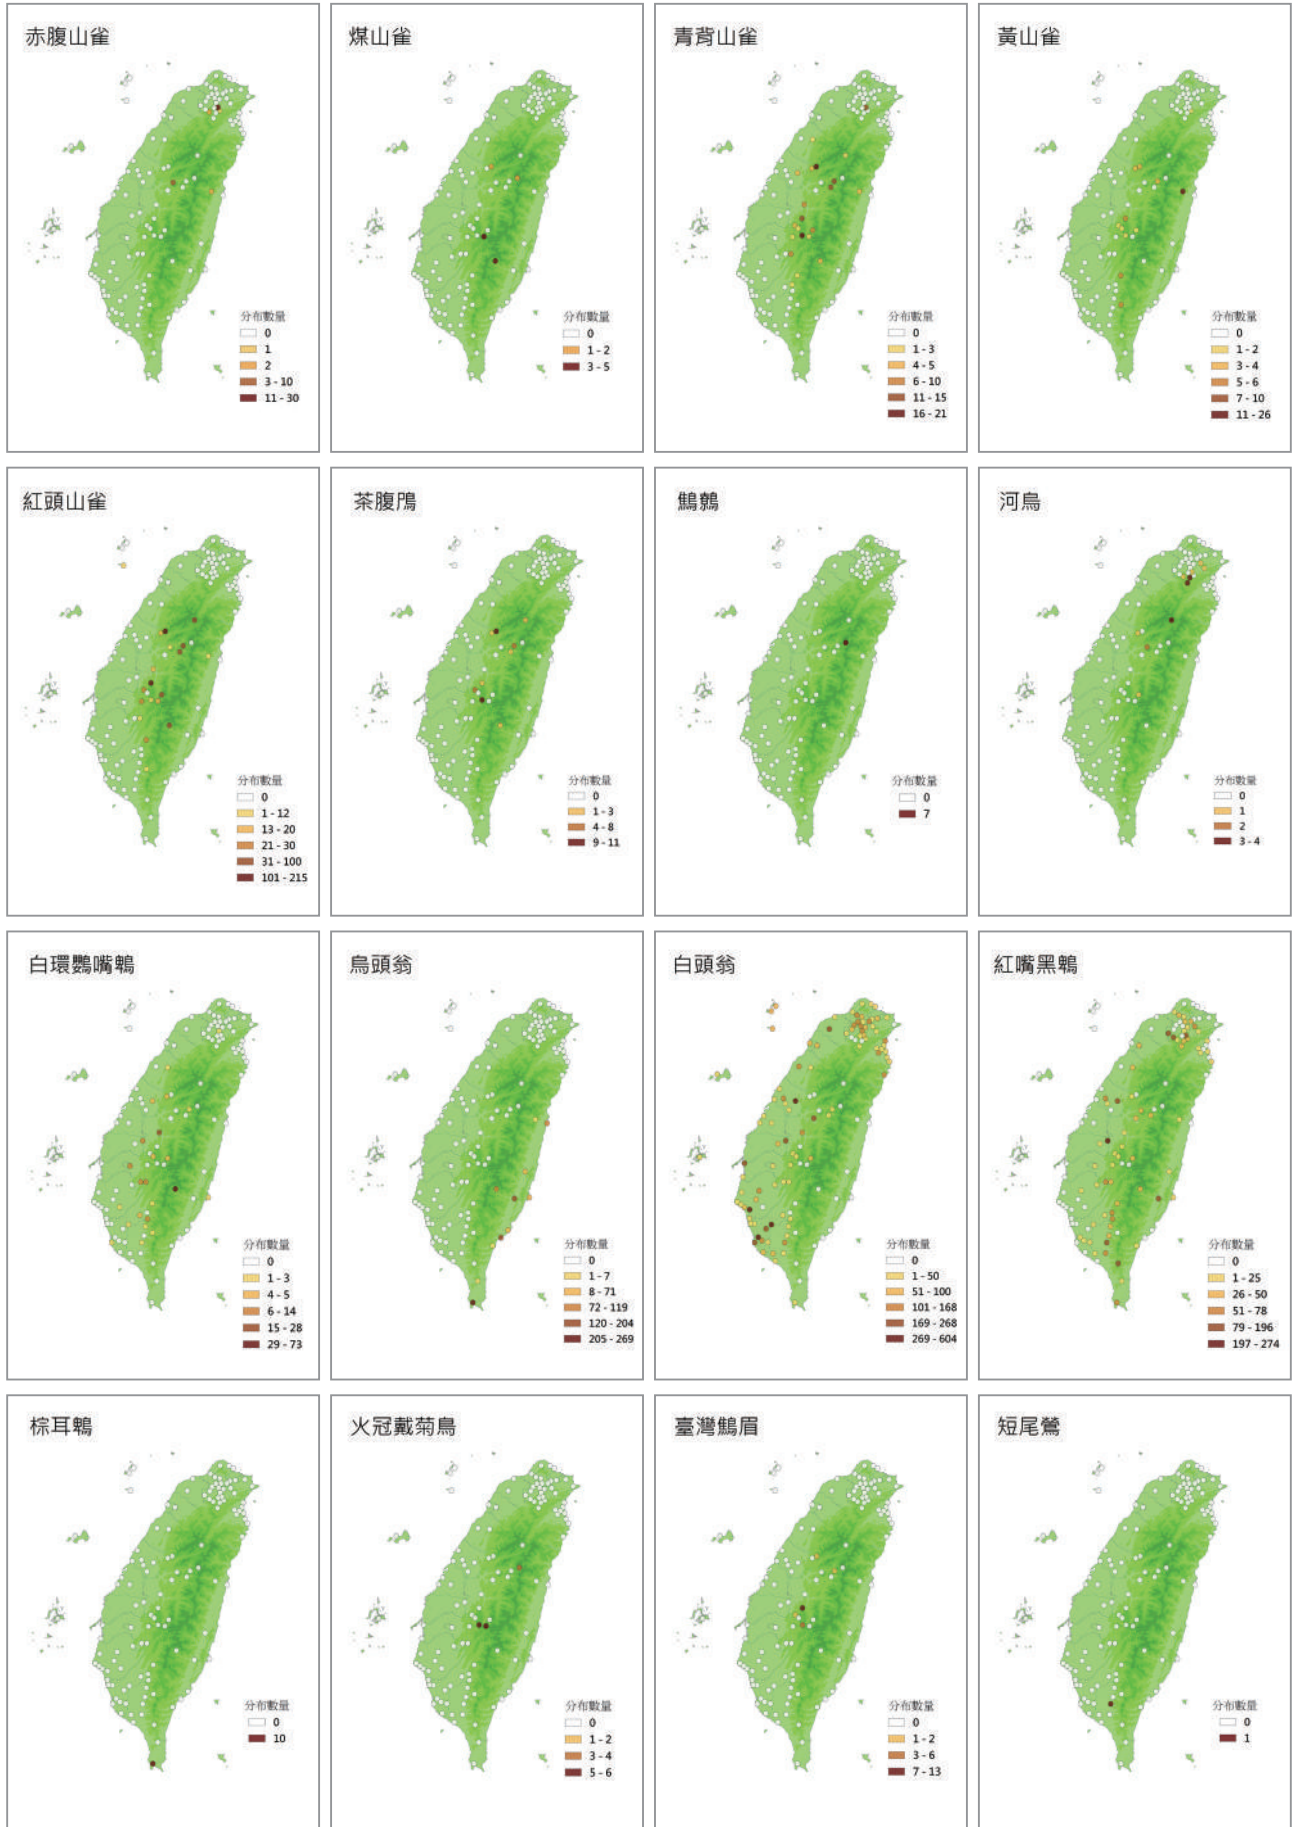 赤腹山雀
分布數量
0
1
2
3 - 10
11 - 30
煤山雀
分布數量
0
1 - 2
3 - 5
青背山雀
分布數量
0
1 - 3
4 - 5
6 - 10
11 - 15
16 - 21
黃山雀
分布數量
0
1 - 2
3 - 4
5 - 6
7 - 10
11 - 26
紅頭山雀
分布數量
0
1 - 12
13 - 20
21 - 30
31 - 100
101 - 215
茶腹鳾
分布數量
0
1 - 3
4 - 8
9 - 11
鷦鷯
分布數量
0
7
河烏
分布數量
0
1
2
3 - 4
白環鸚嘴鵯
分布數量
0
1 - 3
4 - 5
6 - 14
15 - 28
29 - 73
烏頭翁
分布數量
0
1 - 7
8 - 71
72 - 119
120 - 204
205 - 269
白頭翁
分布數量
0
1 - 50
51 - 100
101 - 168
169 - 268
269 - 604
紅嘴黑鵯
分布數量
0
1 - 25
26 - 50
51 - 78
79 - 196
197 - 274
棕耳鵯
分布數量
0
10
火冠戴菊鳥
分布數量
0
1 - 2
3 - 4
5 - 6
臺灣鷦眉
分布數量
0
1 - 2
3 - 6
7 - 13
短尾鶯
分布數量
0
1